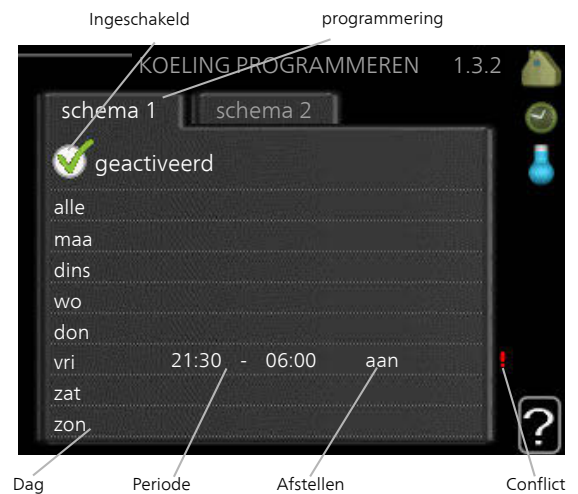 Ingeschakeld programmering
KOELING PROGRAMMEREN 1.3.2
schema 1 schema 2
geactiveerd
alle
maa
dins
wo
don
vri 21:30 - 06:00 aan !
zat
zon
?
Dag Periode Afstellen Conflict